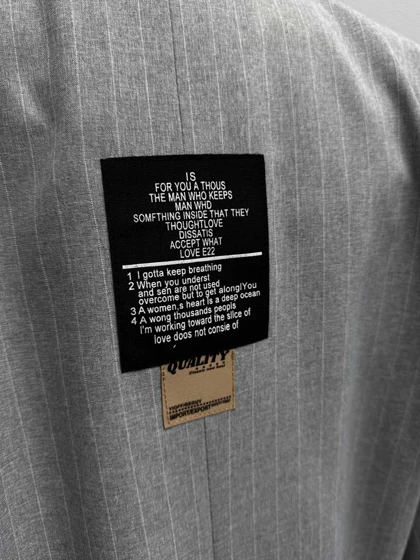 IS
FOR YOU A THOUS
THE MAN WHO KEEPS
MAN WHD
SOMFTHING INSIDE THAT THEY
THOUGHTLOVE
DISSATIS
ACCEPT WHAT
LOVE E22
1 I gotta keep breathing
2 When you underst
and seh are not used
overcome but to get alonglYou
3 A women,s heart is a deep ocean
4 A wong thousands peopls
I'm working toward the slice of
love doos not consie of
QUALITY
IMPORT/EXPORT